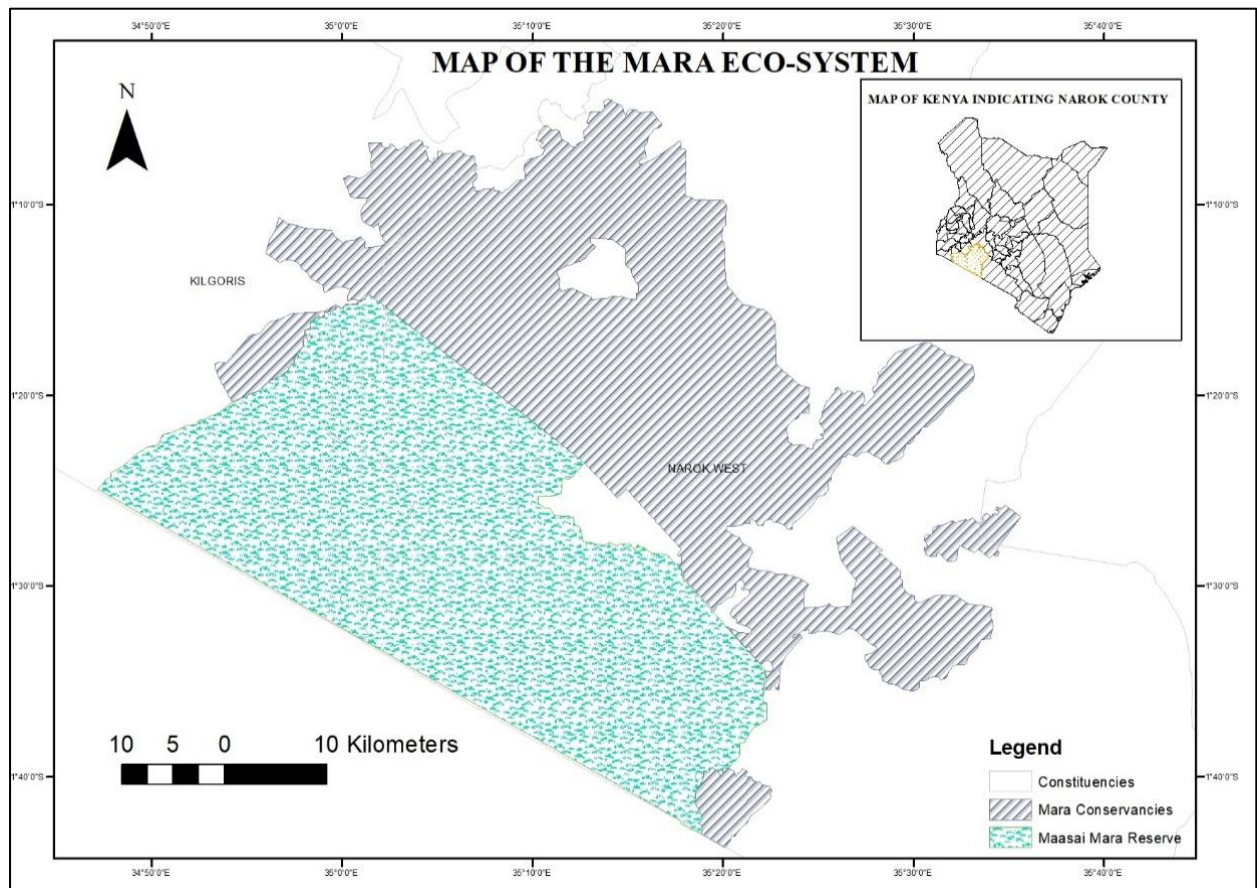 34°50'0"E 35°0'0"E 35°10'0"E 35°20'0"E 35°30'0"E 35°40'0"E
MAP OF THE MARA ECO-SYSTEM
N
MAP OF KENYA INDICATING NAROK COUNTY
1°10'0"S 1°10'0"S
KILGORIS
1°20'0"S 1°20'0"S
NAROK WEST
1°30'0"S 1°30'0"S
10 5 0 10 Kilometers
Legend
Constituencies
1°40'0"S 1°40'0"S
Mara Conservancies
Maasai Mara Reserve
34°50'0"E 35°0'0"E 35°10'0"E 35°20'0"E 35°30'0"E 35°40'0"E